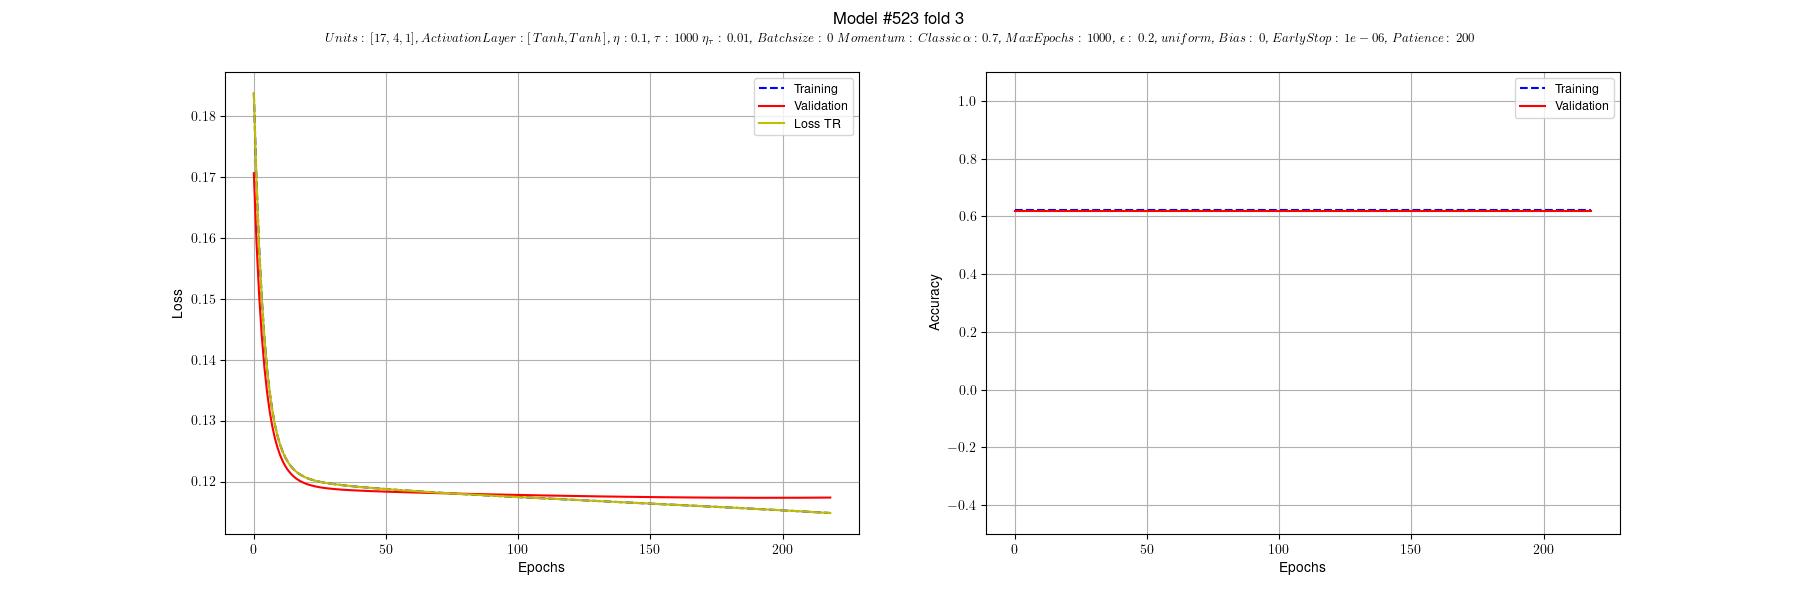 Model #523 fold 3
Units : [17, 4, 1], ActivationLayer : [Tanh, Tanh], η : 0.1, τ : 1000 ητ : 0.01, Batchsize : 0 Momentum : Classic α : 0.7, MaxEpochs : 1000, ϵ : 0.2, uniform, Bias : 0, EarlyStop : 1e − 06, Patience : 200
Training
Validation
Loss TR
0.18
0.17
0.16
0.15
0.14
0.13
0.12
Loss
0
50
100
150
200
Epochs
Training
Validation
1.0
0.8
0.6
0.4
0.2
0.0
−0.2
−0.4
Accuracy
0
50
100
150
200
Epochs